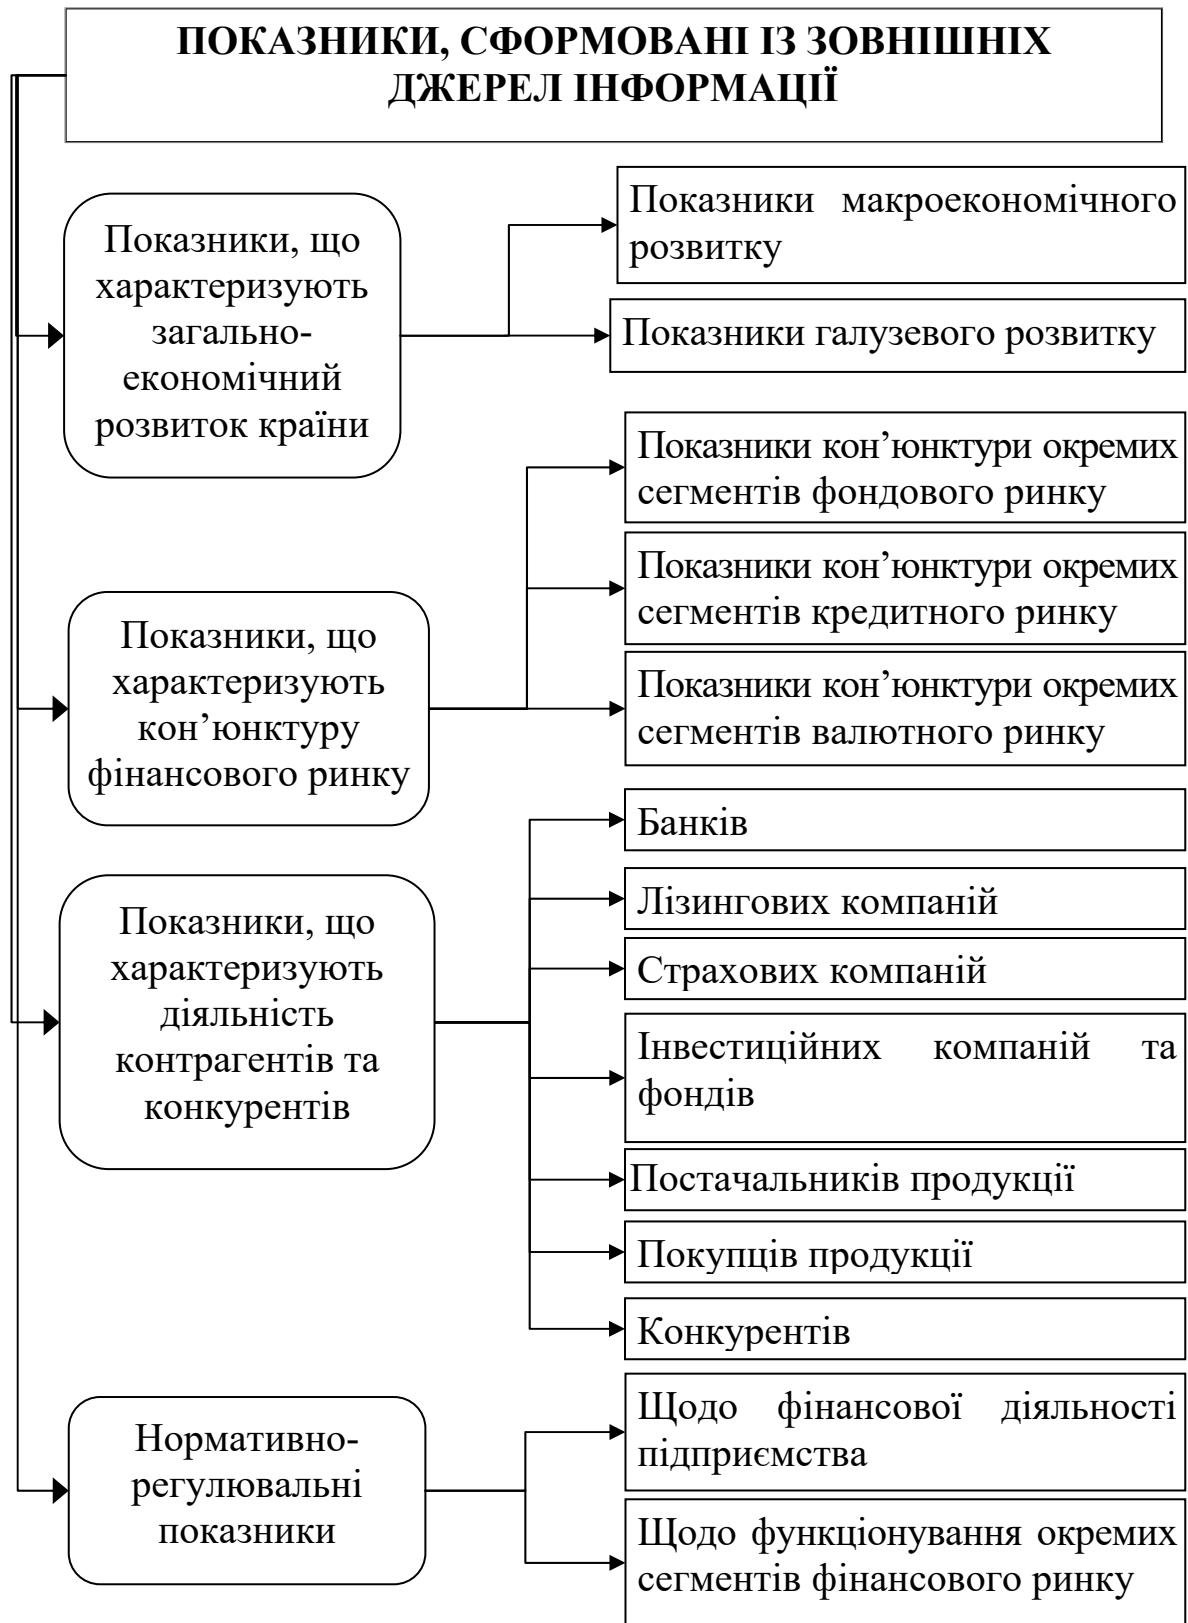 ПОКАЗНИКИ, СФОРМОВАНІ ІЗ ЗОВНІШНІХ
ДЖЕРЕЛ ІНФОРМАЦІЇ
Показники, що
характеризують
загально-
економічний
розвиток країни
Показники макроекономічного
розвитку
Показники галузевого розвитку
Показники, що
характеризують
кон’юнктуру
фінансового ринку
Показники кон’юнктури окремих
сегментів фондового ринку
Показники кон’юнктури окремих
сегментів кредитного ринку
Показники кон’юнктури окремих
сегментів валютного ринку
Показники, що
характеризують
діяльність
контрагентів та
конкурентів
Банків
Лізингових компаній
Страхових компаній
Інвестиційних компаній та
фондів
Постачальників продукції
Покупців продукції
Конкурентів
Нормативно-
регулювальні
показники
Щодо фінансової діяльності
підприємства
Щодо функціонування окремих
сегментів фінансового ринку